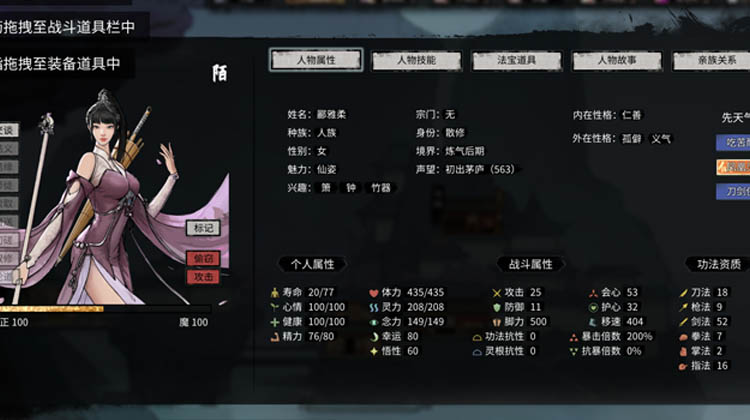 拖拽至战斗道具栏中
拖拽至装备道具中
陌
人物属性 人物技能 法宝道具 人物故事 亲族关系
姓名：郦雅柔 宗门：无 内在性格：仁善 先天气
种族：人族 身份：散修
外在性格：孤僻 义气
性别：女 境界：炼气后期 吃苦
魅力：仙姿 声望：初出茅庐（563）
兴趣：箫 钟 竹器 刀剑
标记
偷窃
攻击
正 100 魔 100
个人属性 战斗属性 功法资质
寿命 20/77 体力 435/435 攻击 25 会心 53 刀法 18
心情 100/100 灵力 208/208 防御 11 护心 32 枪法 9
健康 100/100 念力 149/149 脚力 500 移速 404 剑法 52
精力 76/80 幸运 80 功法抗性 0 暴击倍数 200% 拳法 7
悟性 60 灵根抗性 0 抗暴倍数 0% 掌法 2
指法 16